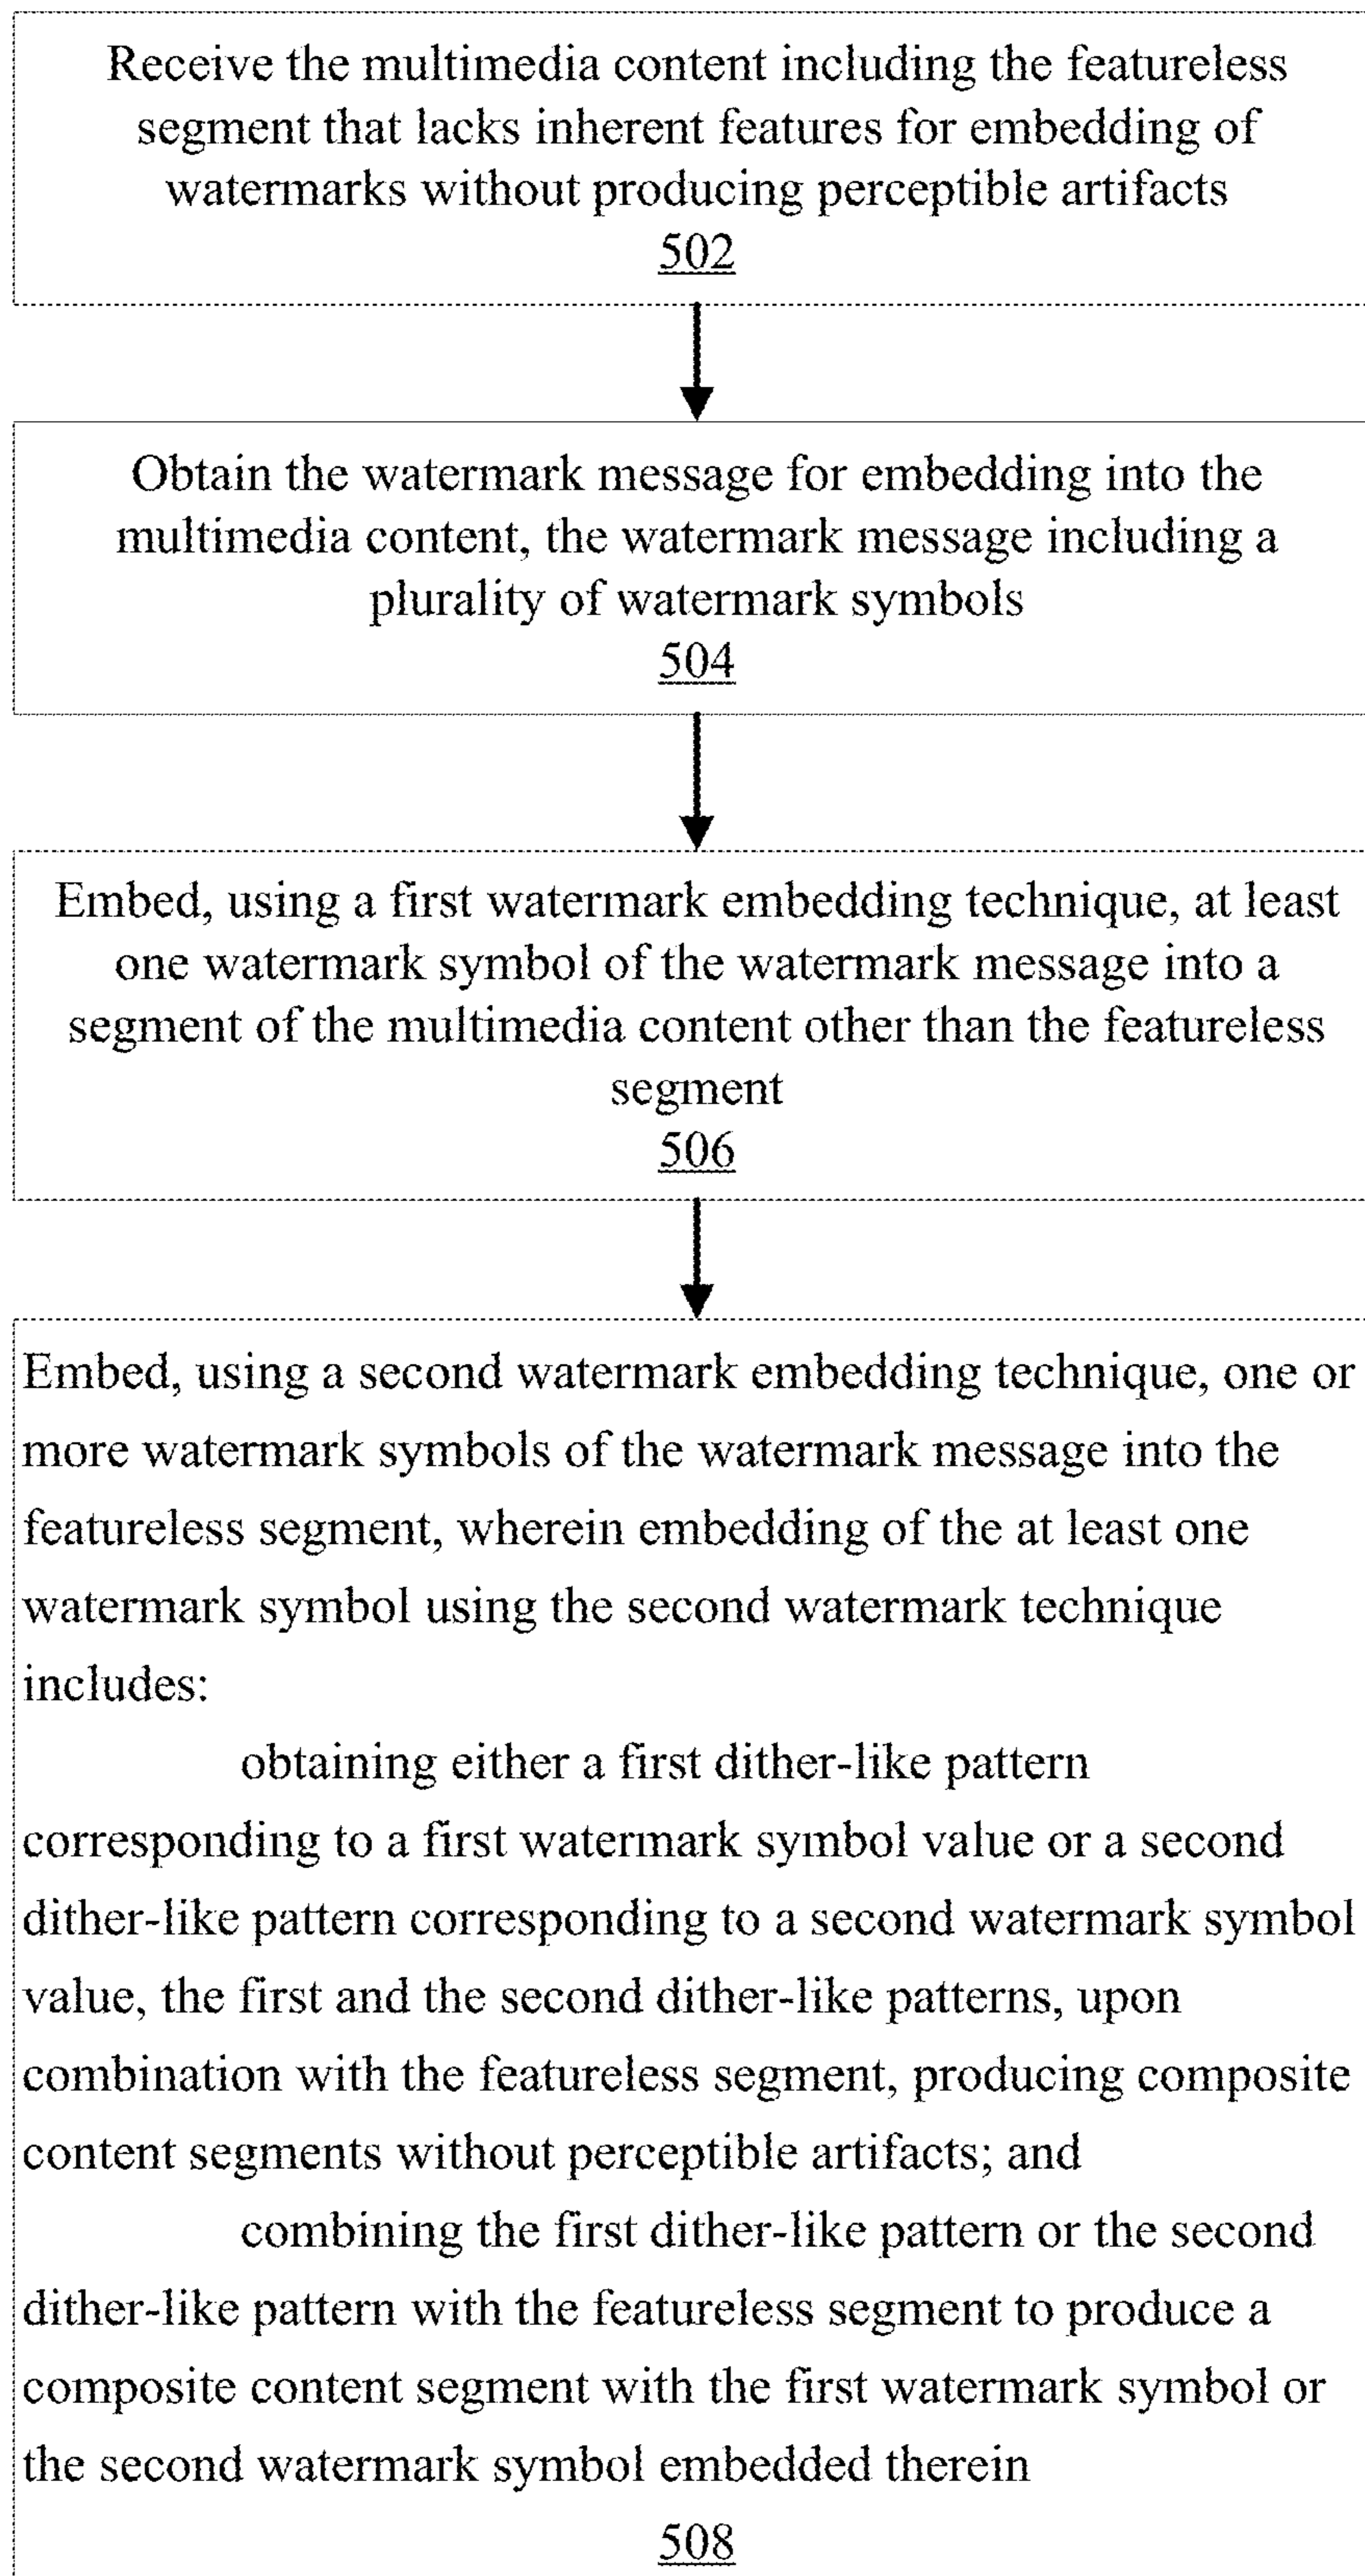 Receive the multimedia content including the featureless
segment that lacks inherent features for embedding of
watermarks without producing perceptible artifacts
502
Obtain the watermark message for embedding into the
multimedia content, the watermark message including a
plurality of watermark symbols
504
Embed, using a first watermark embedding technique, at least
one watermark symbol of the watermark message into a
segment of the multimedia content other than the featureless
segment
506
Embed, using a second watermark embedding technique, one or
more watermark symbols of the watermark message into the
featureless segment, wherein embedding of the at least one
watermark symbol using the second watermark technique
includes:
obtaining either a first dither-like pattern
corresponding to a first watermark symbol value or a second
dither-like pattern corresponding to a second watermark symbol
value, the first and the second dither-like patterns, upon
combination with the featureless segment, producing composite
content segments without perceptible artifacts; and
combining the first dither-like pattern or the second
dither-like pattern with the featureless segment to produce a
composite content segment with the first watermark symbol or
the second watermark symbol embedded therein
508